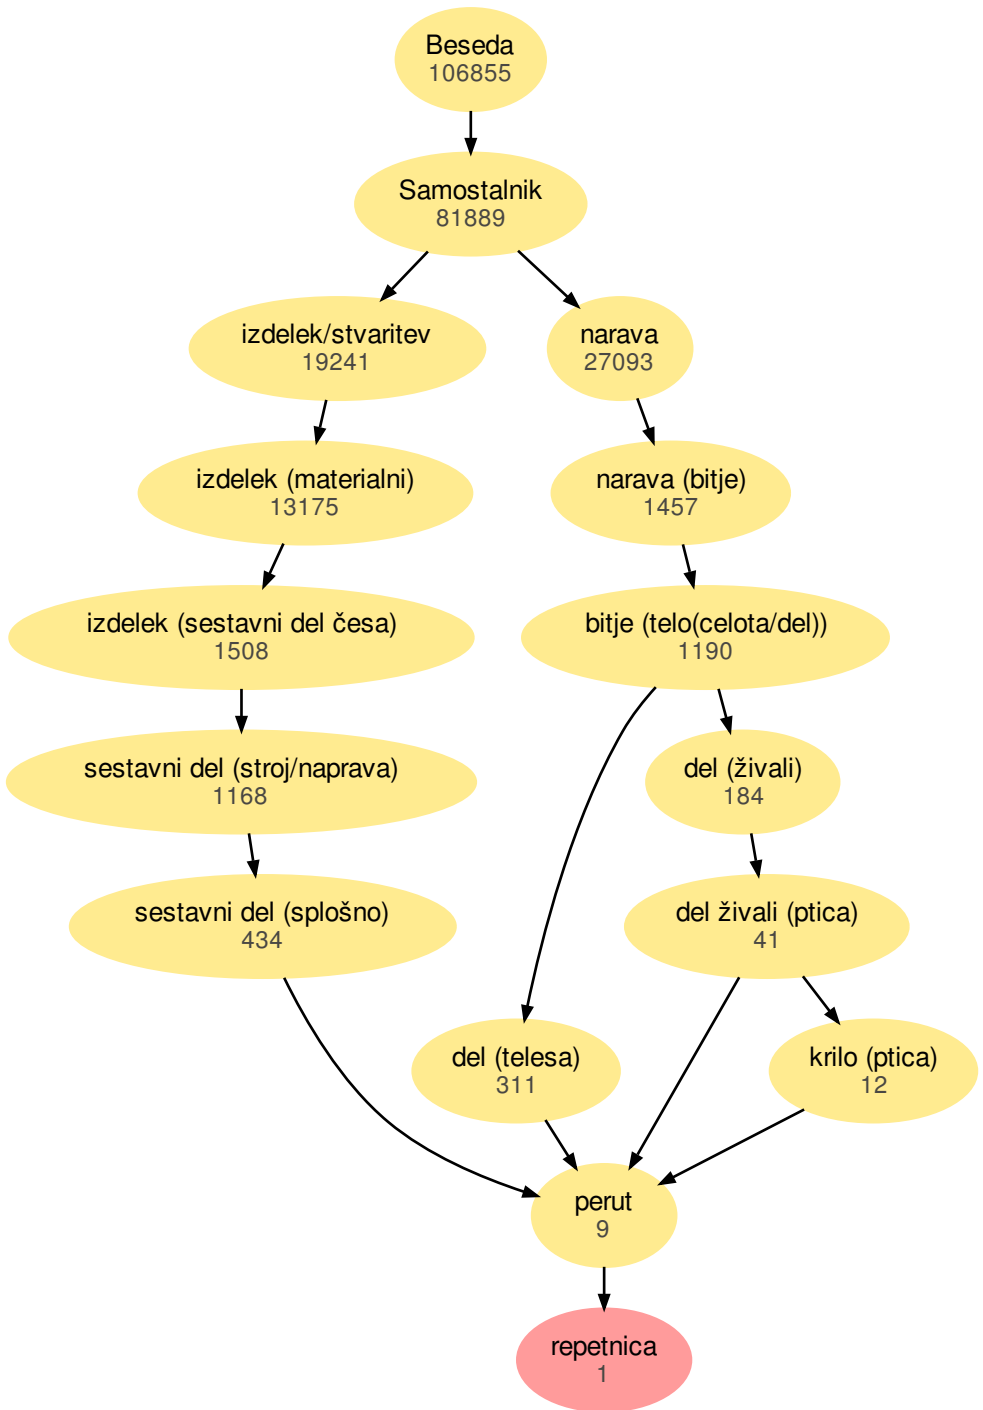 Beseda
106855
Samostalnik
81889
izdelek/stvaritev
19241
narava
27093
izdelek (materialni)
13175
narava (bitje)
1457
izdelek (sestavni del česa)
1508
bitje (telo(celota/del))
1190
sestavni del (stroj/naprava)
1168
del (živali)
184
sestavni del (splošno)
434
del živali (ptica)
41
del (telesa)
311
krilo (ptica)
12
perut
9
repetnica
1